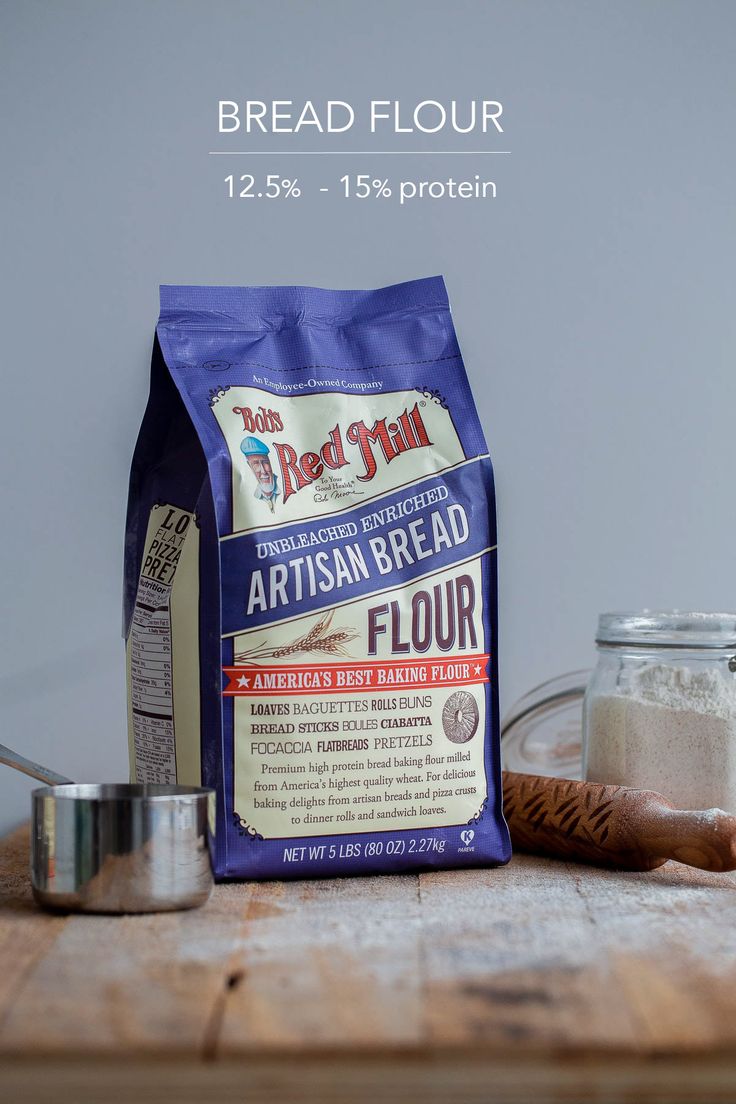 BREAD FLOUR
12.5% - 15% protein
An Employee-Owned Company
Bob's
Red Mill®
To Your
Good Health
Bob Moore
UNBLEACHED ENRICHED
ARTISAN BREAD
FLOUR
★ AMERICA'S BEST BAKING FLOUR™ ★
LOAVES BAGUETTES ROLLS BUNS
BREAD STICKS BOULES CIABATTA
FOCACCIA FLATBREADS PRETZELS
Premium high protein bread baking flour milled
from America's highest quality wheat. For delicious
baking delights from artisan breads and pizza crusts
to dinner rolls and sandwich loaves.
NET WT 5 LBS (80 OZ) 2.27kg
K
PAREVE
LO
FLAT
PIZZA
PRET
Nutrition